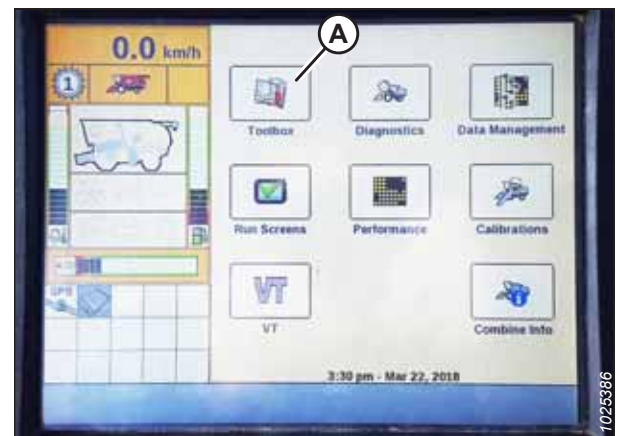 A
0.0 km/h
1
Toolbox
Diagnostics
Data Management
Run Screens
Performance
Calibrations
GPS
VT
VT
Combine Info
3:30 pm - Mar 22, 2018
1025386